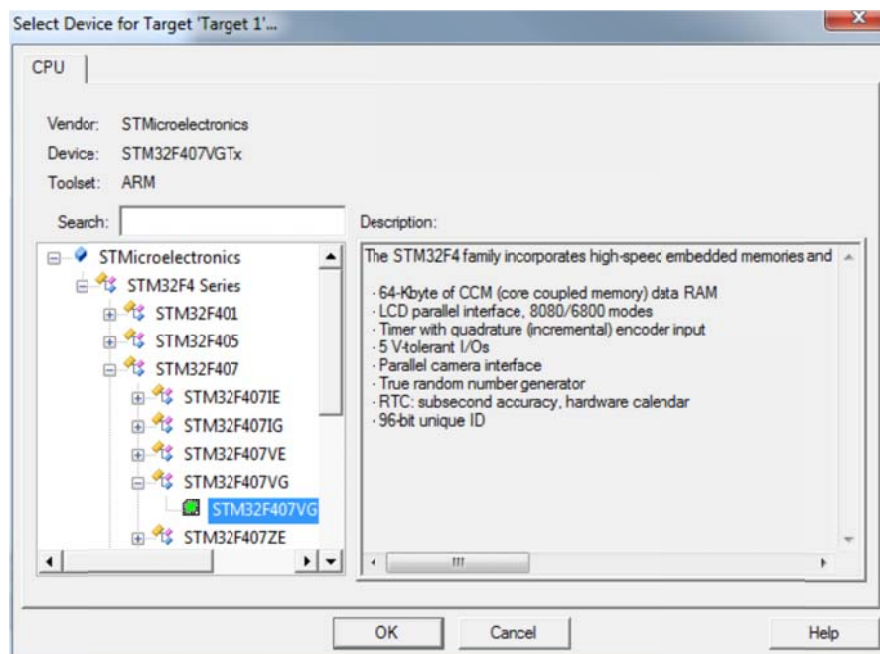 Select Device for Target 'Target 1'...
CPU
Vendor: STMicroelectronics
Device: STM32F407VGTx
Toolset: ARM
Search:
Description:
STMicroelectronics
STM32F4 Series
STM32F401
STM32F405
STM32F407
STM32F407IE
STM32F407IG
STM32F407VE
STM32F407VG
STM32F407VG
STM32F407ZE
The STM32F4 family incorporates high-speed embedded memories and
· 64-Kbyte of CCM (core coupled memory) data RAM
· LCD parallel interface, 8080/6800 modes
· Timer with quadrature (incremental) encoder input
· 5 V-tolerant I/Os
· Parallel camera interface
· True random number generator
· RTC: subsecond accuracy, hardware calendar
· 96-bit unique ID
OK
Cancel
Help